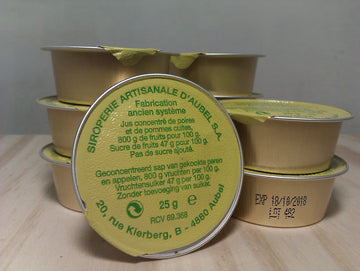 SIROPERIE ARTISANALE D'AUBEL S.A.
Fabrication
ancien système
Jus concentré de poires
et de pommes cuites,
800 g de fruits pour 100 g.
Sucre de fruits 47 g pour 100 g.
Pas de sucre ajouté.
Geconcentreerd sap van gekookte peren
en appelen, 800 g vruchten per 100 g.
Vruchtensuiker 47 g per 100 g.
Zonder toevoeging van suiker.
25 g
RCV 69.368
20, rue Kierberg, B - 4880 Aubel
EXP 18/10/2018
LOT 492